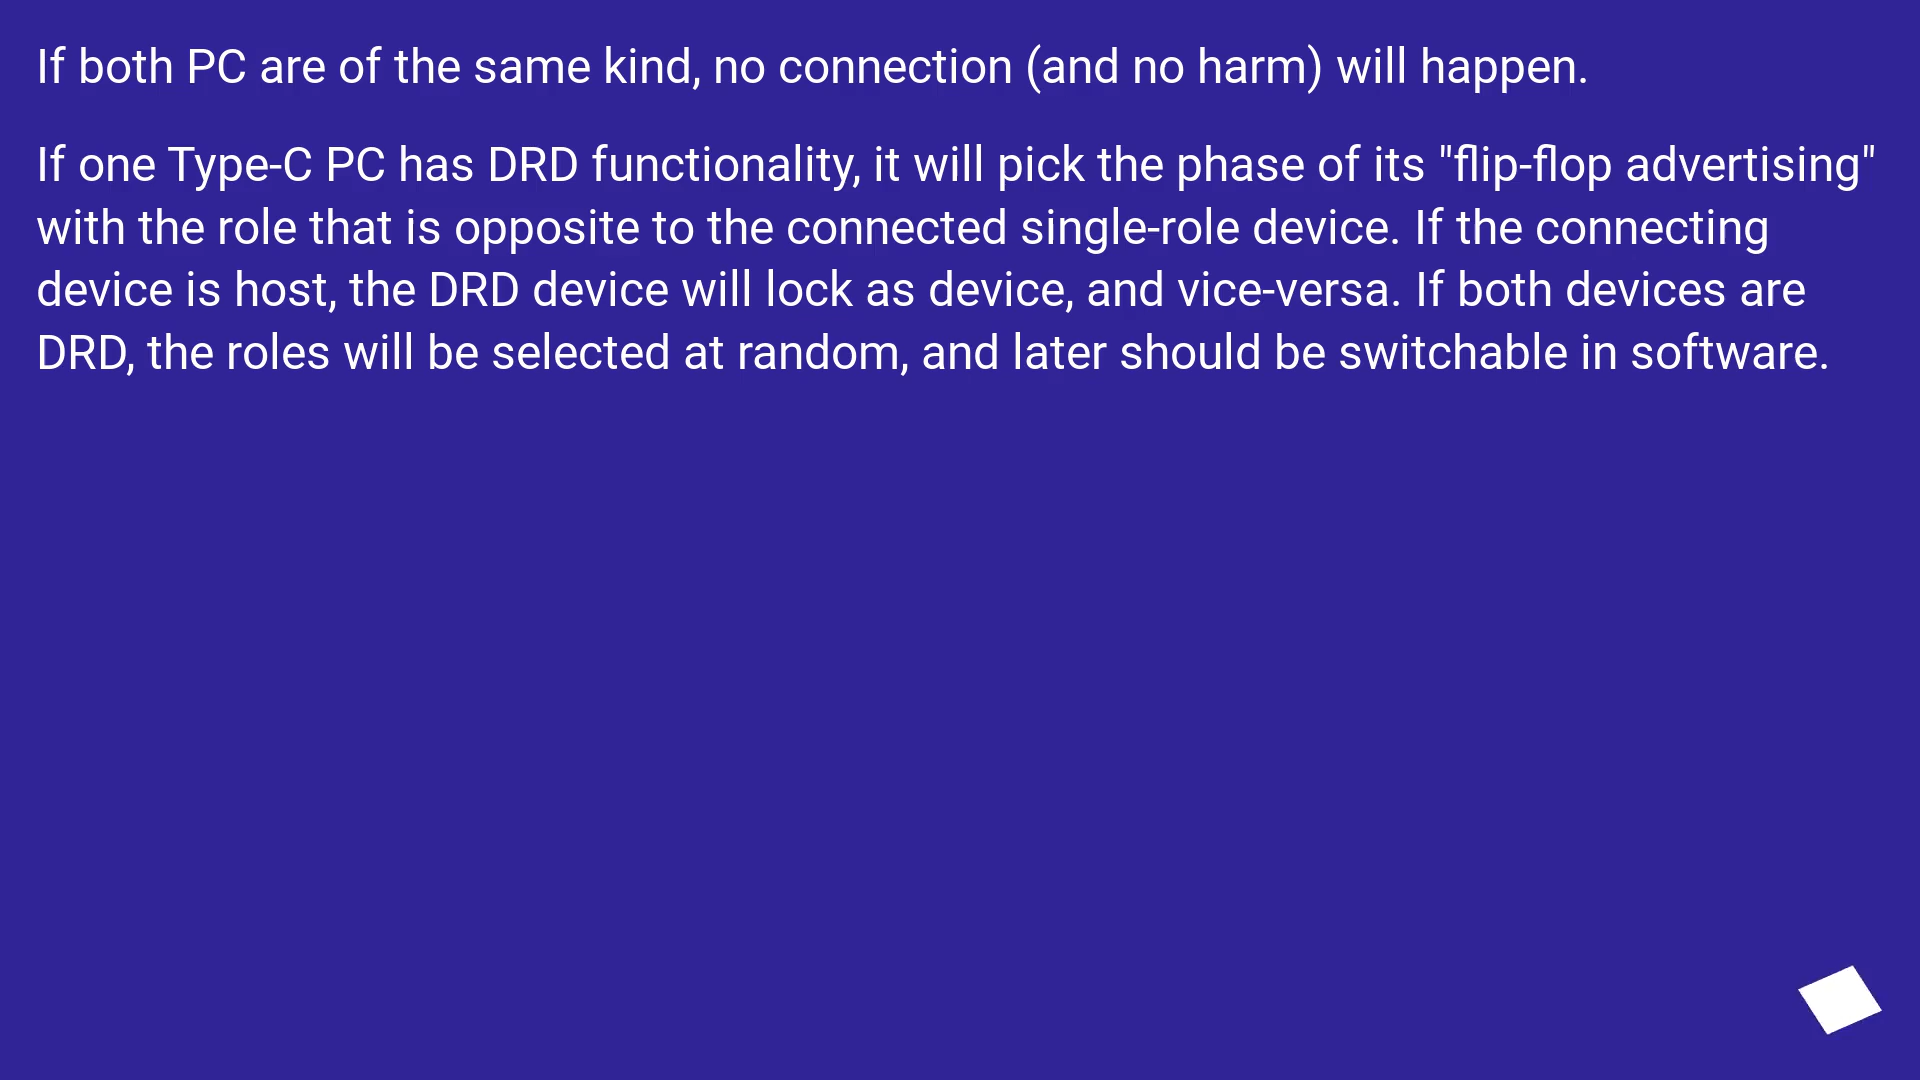 If both PC are of the same kind, no connection (and no harm) will happen.
If one Type-C PC has DRD functionality, it will pick the phase of its "flip-flop advertising"
with the role that is opposite to the connected single-role device. If the connecting
device is host, the DRD device will lock as device, and vice-versa. If both devices are
DRD, the roles will be selected at random, and later should be switchable in software.